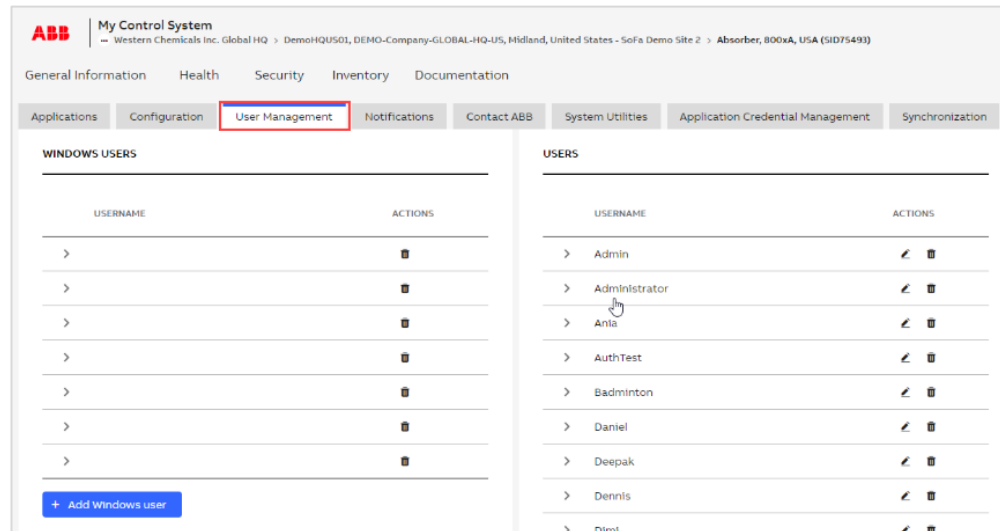 ABB
My Control System
... Western Chemicals Inc. Global HQ > DemoHQUS01, DEMO-Company-GLOBAL-HQ-US, Midland, United States - SoFa Demo Site 2 > Absorber, 800xA, USA (SID75493)
General Information Health Security Inventory Documentation
Applications Configuration User Management Notifications Contact ABB System Utilities Application Credential Management Synchronization
WINDOWS USERS
USERNAME ACTIONS
+ Add Windows user
USERS
USERNAME ACTIONS
> Admin
> Administrator
> Ania
> AuthTest
> Badminton
> Daniel
> Deepak
> Dennis